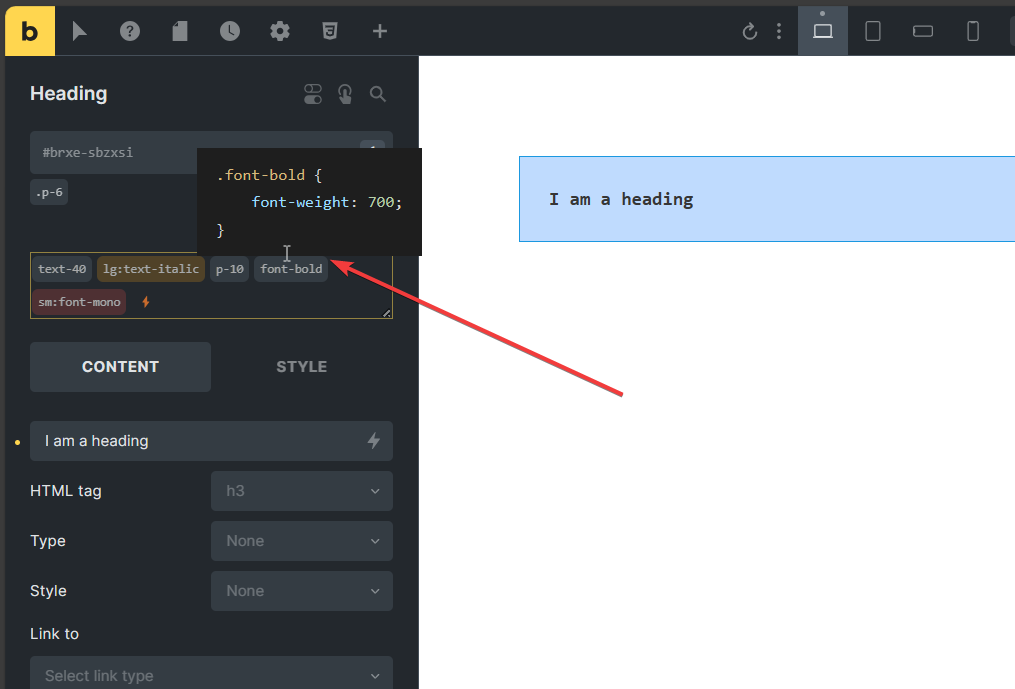 b
Heading
#brxe-sbzxsi
.p-6
.font-bold {
font-weight: 700;
}
text-40 lg:text-italic p-10 font-bold
sm:font-mono
CONTENT STYLE
I am a heading
HTML tag h3
Type None
Style None
Link to
Select link type
I am a heading